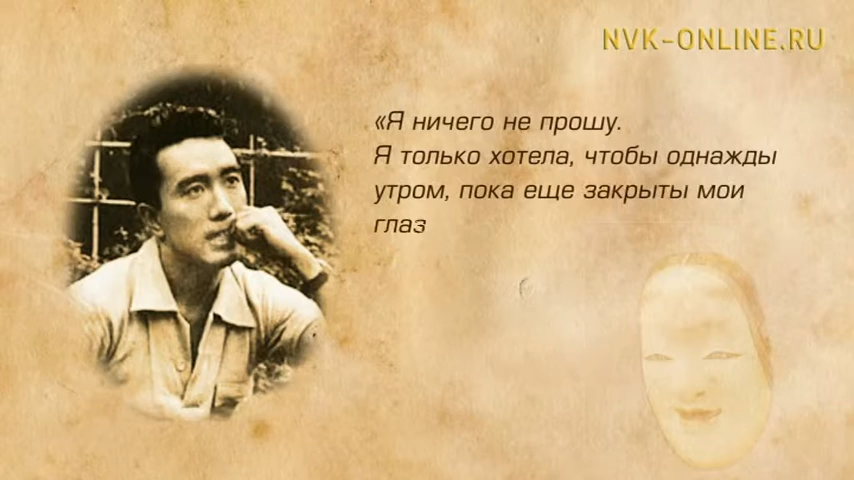 NVK-ONLINE.RU
«Я ничего не прошу.
Я только хотела, чтобы однажды
утром, пока еще закрыты мои
глаз